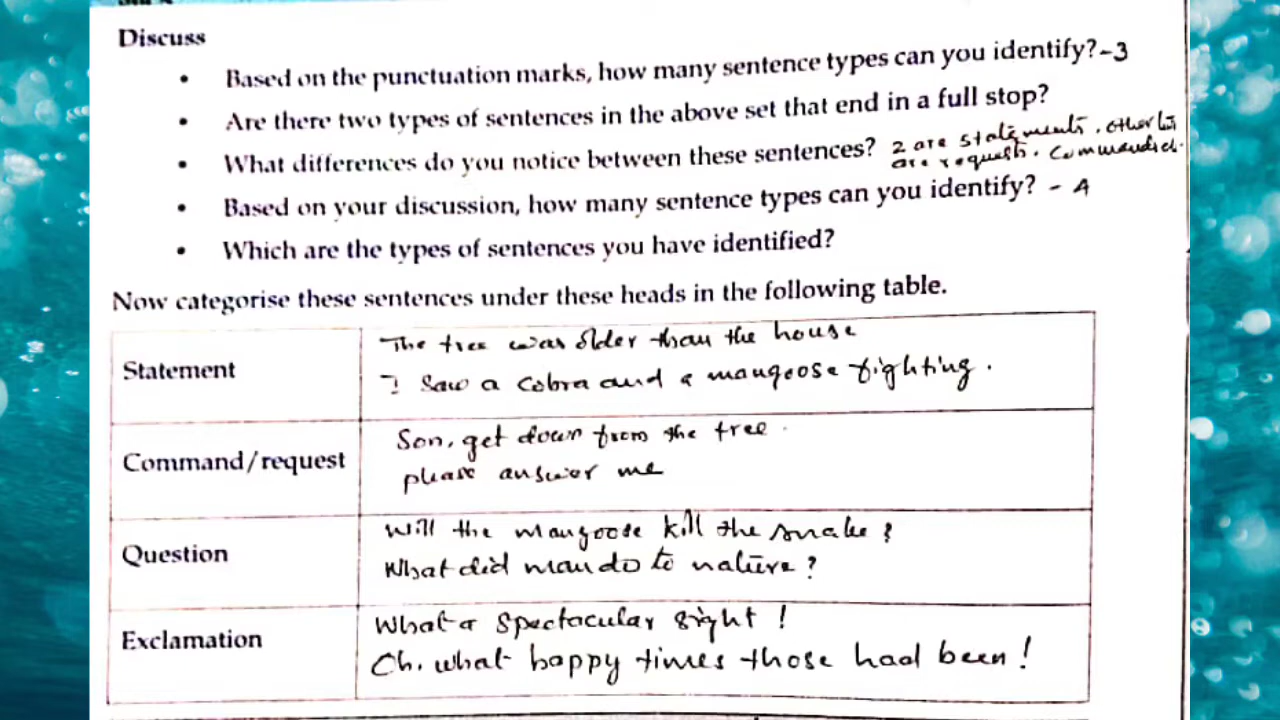 Discuss
• Based on the punctuation marks, how many sentence types can you identify? - 3
• Are there two types of sentences in the above set that end in a full stop?
• What differences do you notice between these sentences? 2 are statements. other
are request. 
• Based on your discussion, how many sentence types can you identify? - 4
• Which are the types of sentences you have identified?
Now categorise these sentences under these heads in the following table.
Statement
The tree was older than the house
I saw a cobra and a mangoose fighting.
Command/request
Son, get down from the tree.
please answer me
Question
Will the mangoose kill the snake?
What did man do to nature?
Exclamation
What a spectacular sight!
Oh, what happy times those had been!